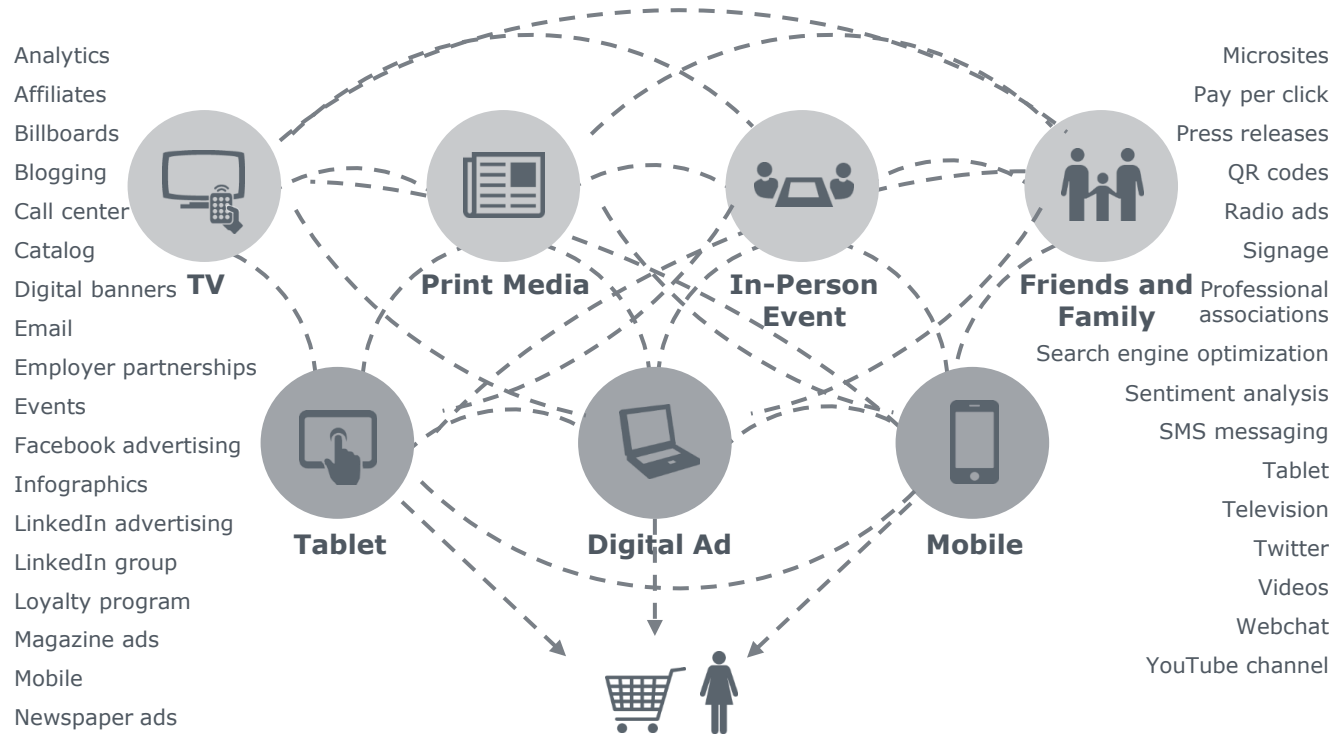 Analytics
Affiliates
Billboards
Blogging
Call center
Catalog
Digital banners
Email
Employer partnerships
Events
Facebook advertising
Infographics
LinkedIn advertising
LinkedIn group
Loyalty program
Magazine ads
Mobile
Newspaper ads
TV
Print Media
In-Person
Event
Friends and
Family
Tablet
Digital Ad
Mobile
Microsites
Pay per click
Press releases
QR codes
Radio ads
Signage
Professional
associations
Search engine optimization
Sentiment analysis
SMS messaging
Tablet
Television
Twitter
Videos
Webchat
YouTube channel